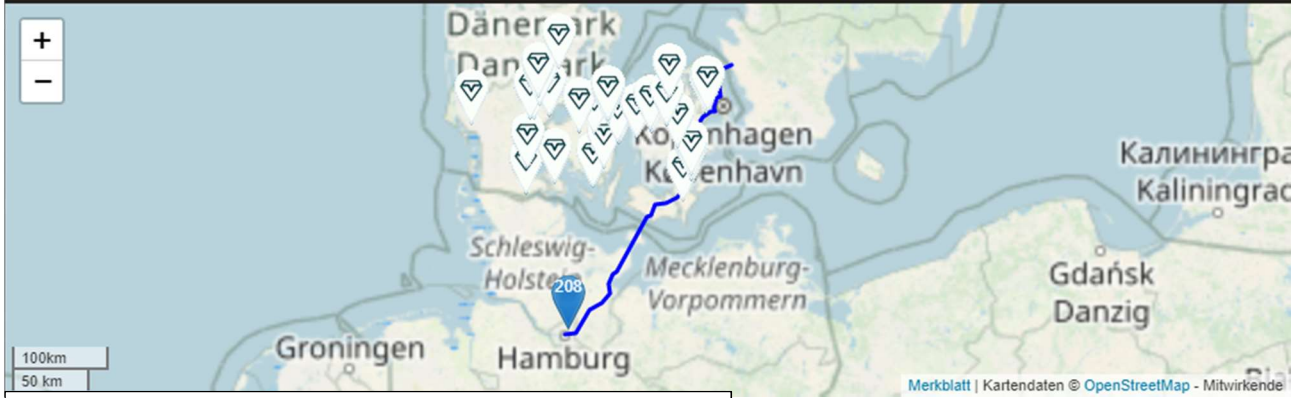 +
Dänemark
Danmark
−
Kopenhagen
København
Калинингра
Kaliningrad
Schleswig-
Holstein
Mecklenburg-
Vorpommern
208
Gdańsk
Danzig
Groningen
Hamburg
100km
50 km
Merkblatt | Kartendaten © OpenStreetMap - Mitwirkende